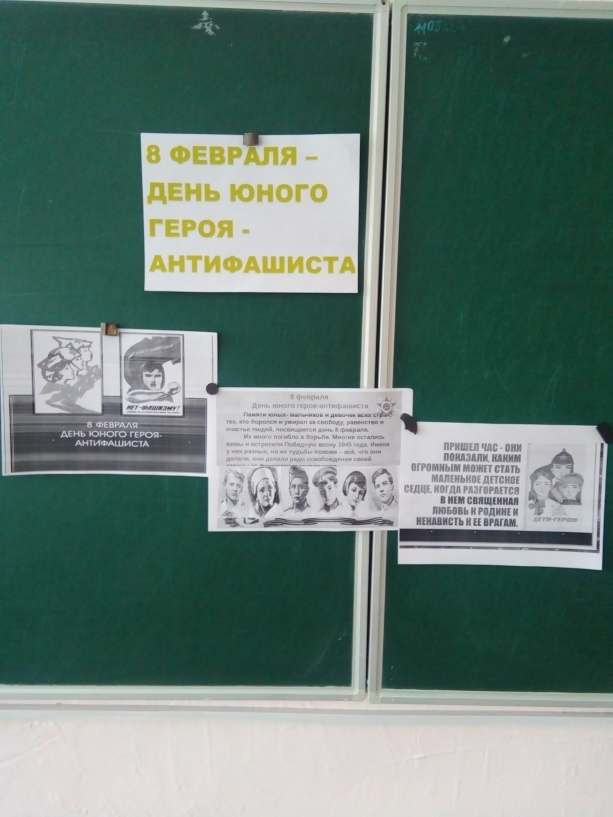 8 ФЕВРАЛЯ –
ДЕНЬ ЮНОГО
ГЕРОЯ -
АНТИФАШИСТА
НЕТ-ФАШИЗМУ!
8 ФЕВРАЛЯ
ДЕНЬ ЮНОГО ГЕРОЯ-
АНТИФАШИСТА
8 февраля
День юного героя-антифашиста
Памяти юных- мальчиков и девочек всех стран
тех, кто боролся и умирал за свободу, равенство и
счастье людей, посвящается день 8 февраля.
Их много погибло в борьбе. Многие остались
живы и встретили Победную весну 1945 года. Имена
у них разные, но их судьбы похожи - всё, что они
делали, они делали ради освобождения своей
ПРИШЕЛ ЧАС - ОНИ
ПОКАЗАЛИ, КАКИМ
ОГРОМНЫМ МОЖЕТ СТАТЬ
МАЛЕНЬКОЕ ДЕТСКОЕ
СЕДЦЕ, КОГДА РАЗГОРАЕТСЯ
В НЕМ СВЯЩЕННАЯ
ЛЮБОВЬ К РОДИНЕ И
НЕНАВИСТЬ К ЕЕ ВРАГАМ.
ДЕТИ-ГЕРОИ